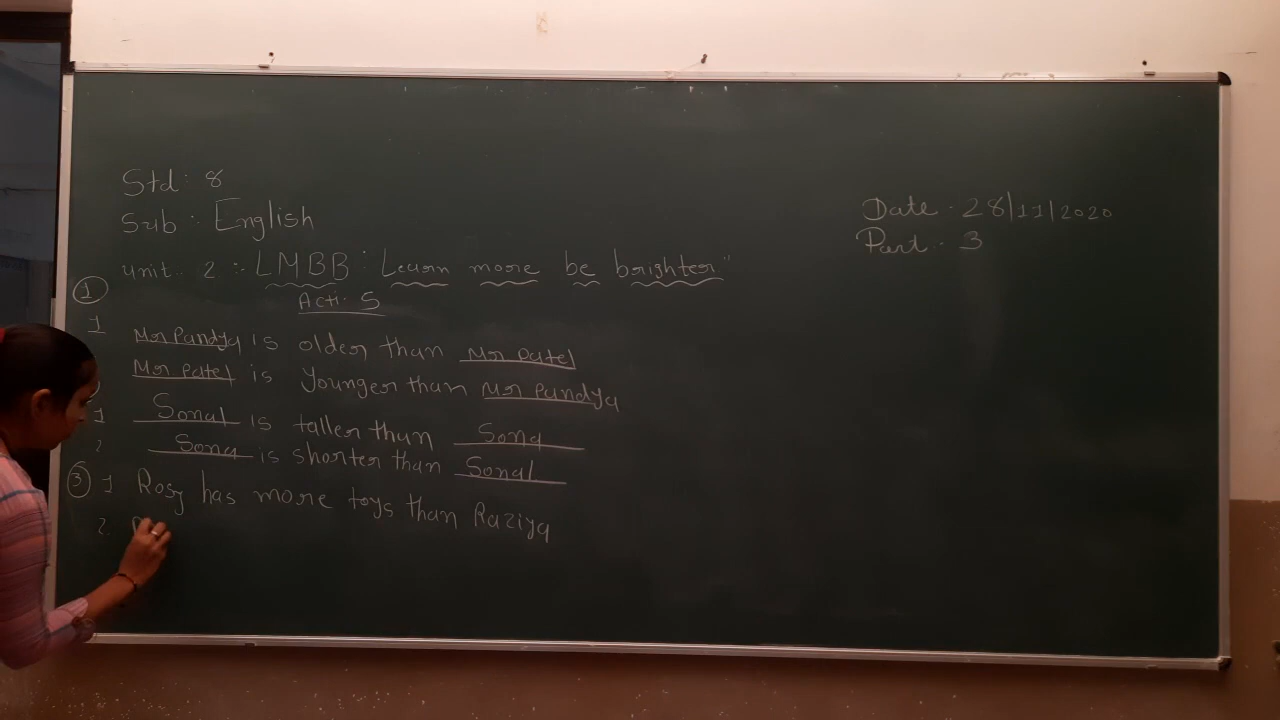 Std: 8
Sub :- English
Date - 28/11/2020
Part - 3
unit - 2 :- LMBB : Learn more be brighter"
Acti: 5
① 1 Mr Pandya is older than Mr Patel
Mr Patel is younger than Mr Pandya
1 Sonal is taller than Sona
2 Sona is shorter than Sonal
③ 1 Rosy has more toys than Raziya
2. R